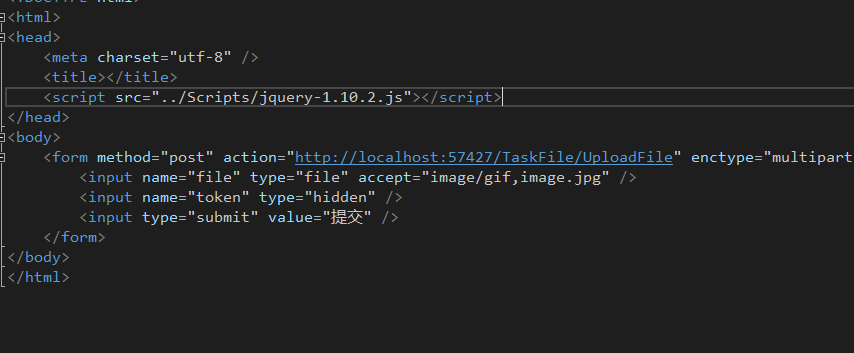 <!DOCTYPE html>
<html>
<head>
<meta charset="utf-8" />
<title></title>
<script src="../Scripts/jquery-1.10.2.js"></script>
</head>
<body>
<form method="post" action="http://localhost:57427/TaskFile/UploadFile" enctype="multipart
<input name="file" type="file" accept="image/gif,image.jpg" />
<input name="token" type="hidden" />
<input type="submit" value="提交" />
</form>
</body>
</html>